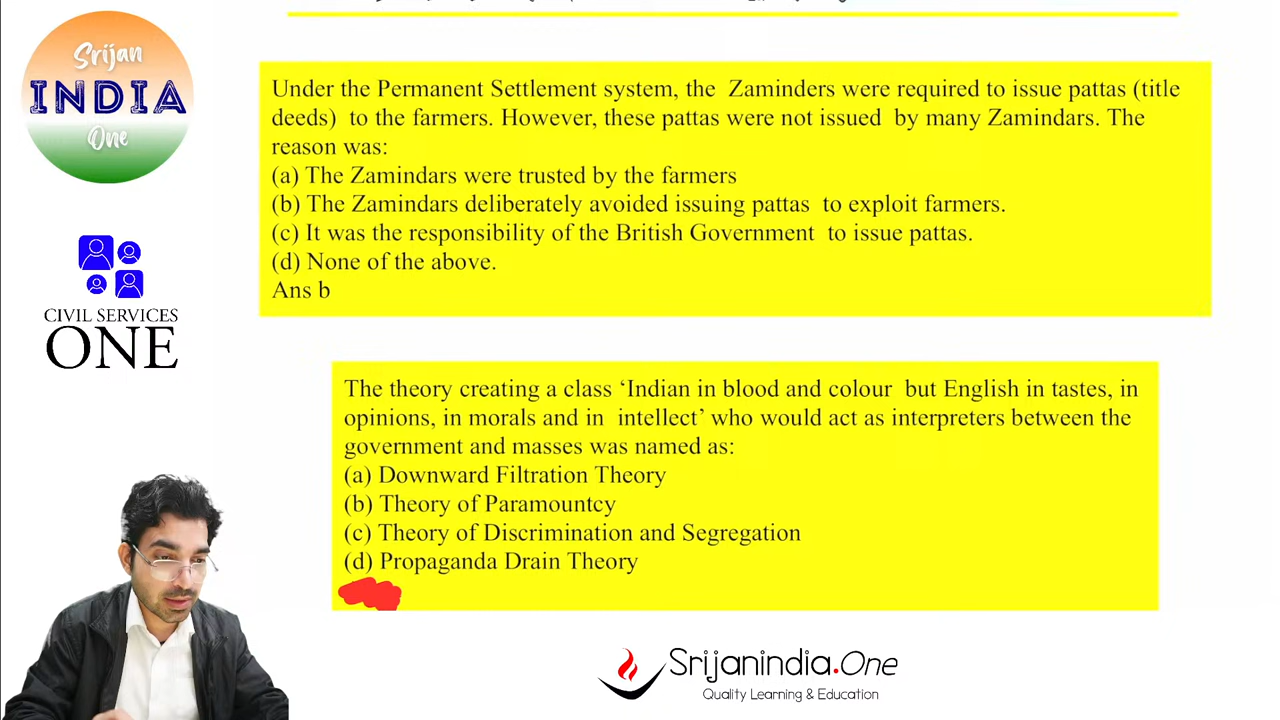 Srijan
INDIA
One
CIVIL SERVICES
ONE
Under the Permanent Settlement system, the Zaminders were required to issue pattas (title
deeds) to the farmers. However, these pattas were not issued by many Zamindars. The
reason was:
(a) The Zamindars were trusted by the farmers
(b) The Zamindars deliberately avoided issuing pattas to exploit farmers.
(c) It was the responsibility of the British Government to issue pattas.
(d) None of the above.
Ans b
The theory creating a class ‘Indian in blood and colour but English in tastes, in
opinions, in morals and in intellect’ who would act as interpreters between the
government and masses was named as:
(a) Downward Filtration Theory
(b) Theory of Paramountcy
(c) Theory of Discrimination and Segregation
(d) Propaganda Drain Theory
Srijanindia.One
Quality Learning & Education